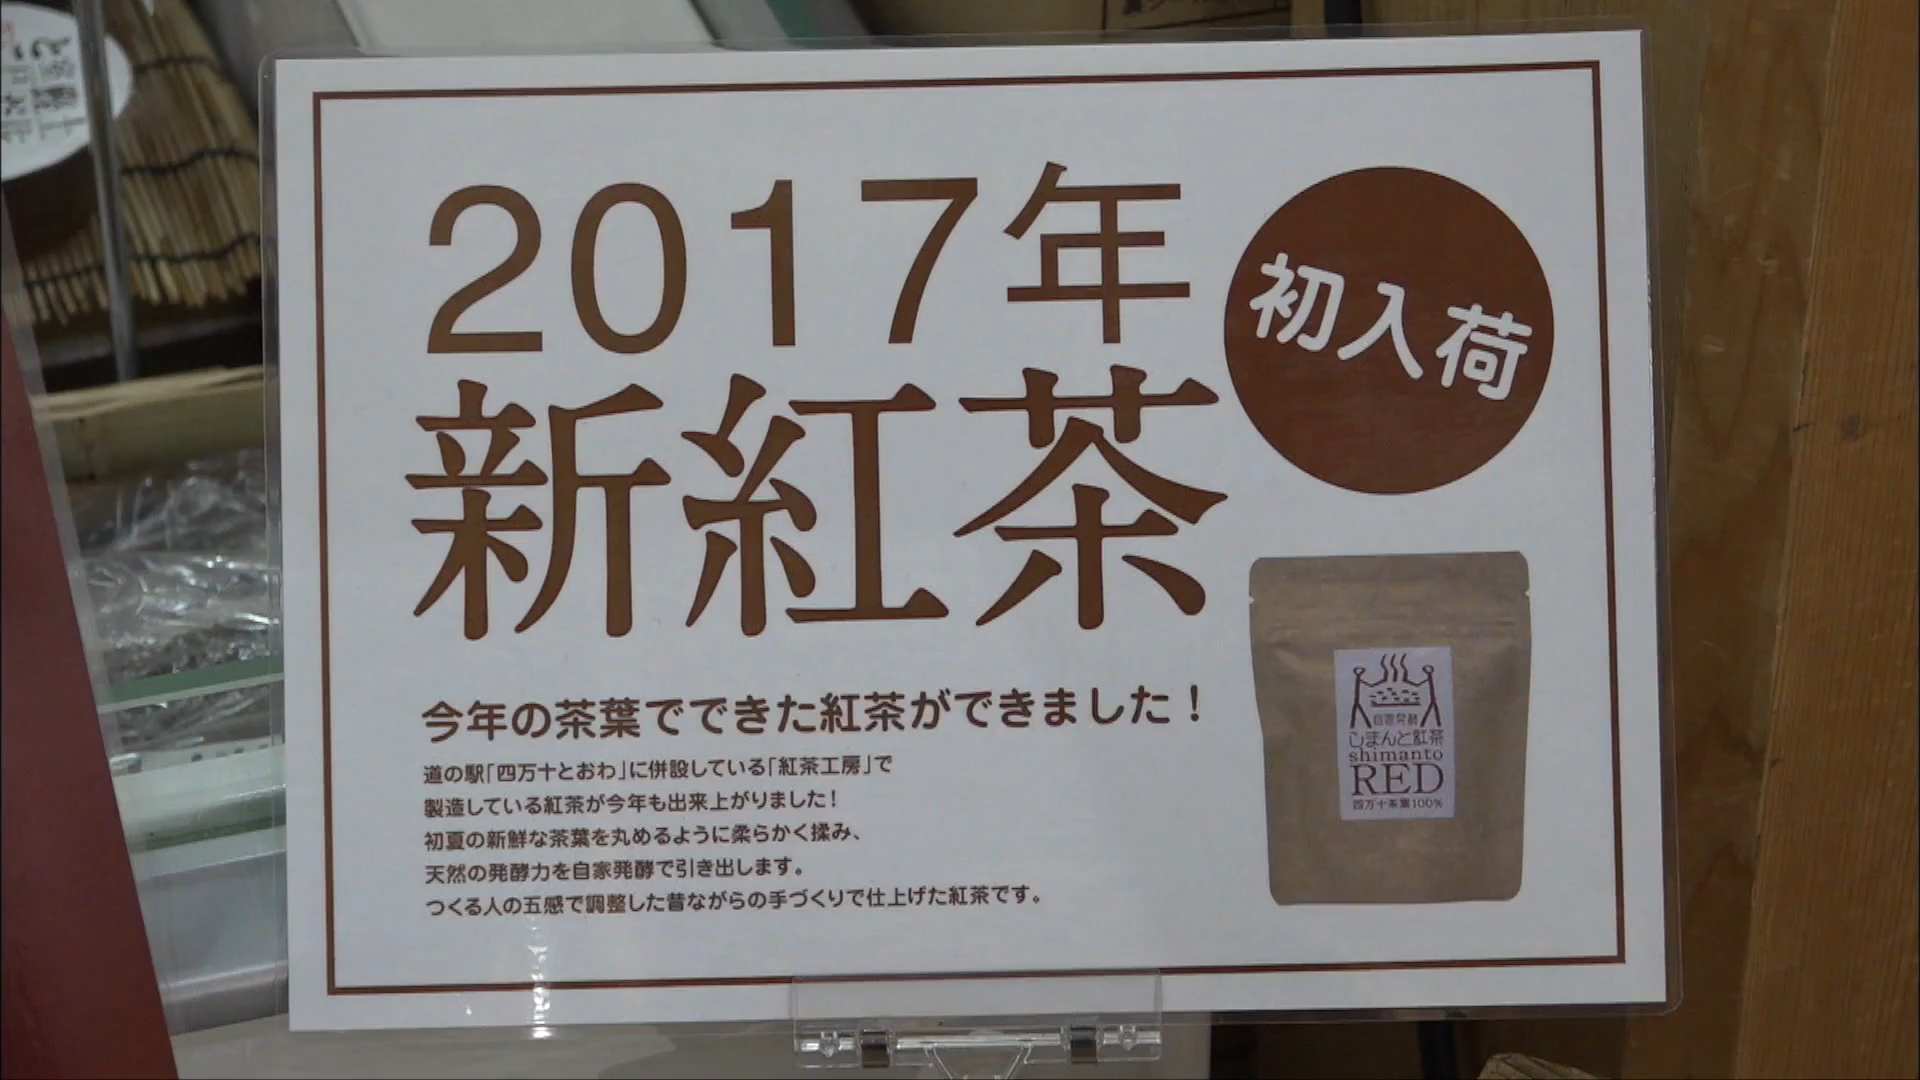 2017年
新紅茶
初入荷
今年の茶葉でできた紅茶ができました！
道の駅「四万十とおわ」に併設している「紅茶工房」で
製造している紅茶が今年も出来上がりました！
初夏の新鮮な茶葉を丸めるように柔らかく揉み、
天然の発酵力を自家発酵で引き出します。
つくる人の五感で調整した昔ながらの手づくりで仕上げた紅茶です。
自然発酵
しまんと紅茶
shimanto
RED
四万十茶葉100%